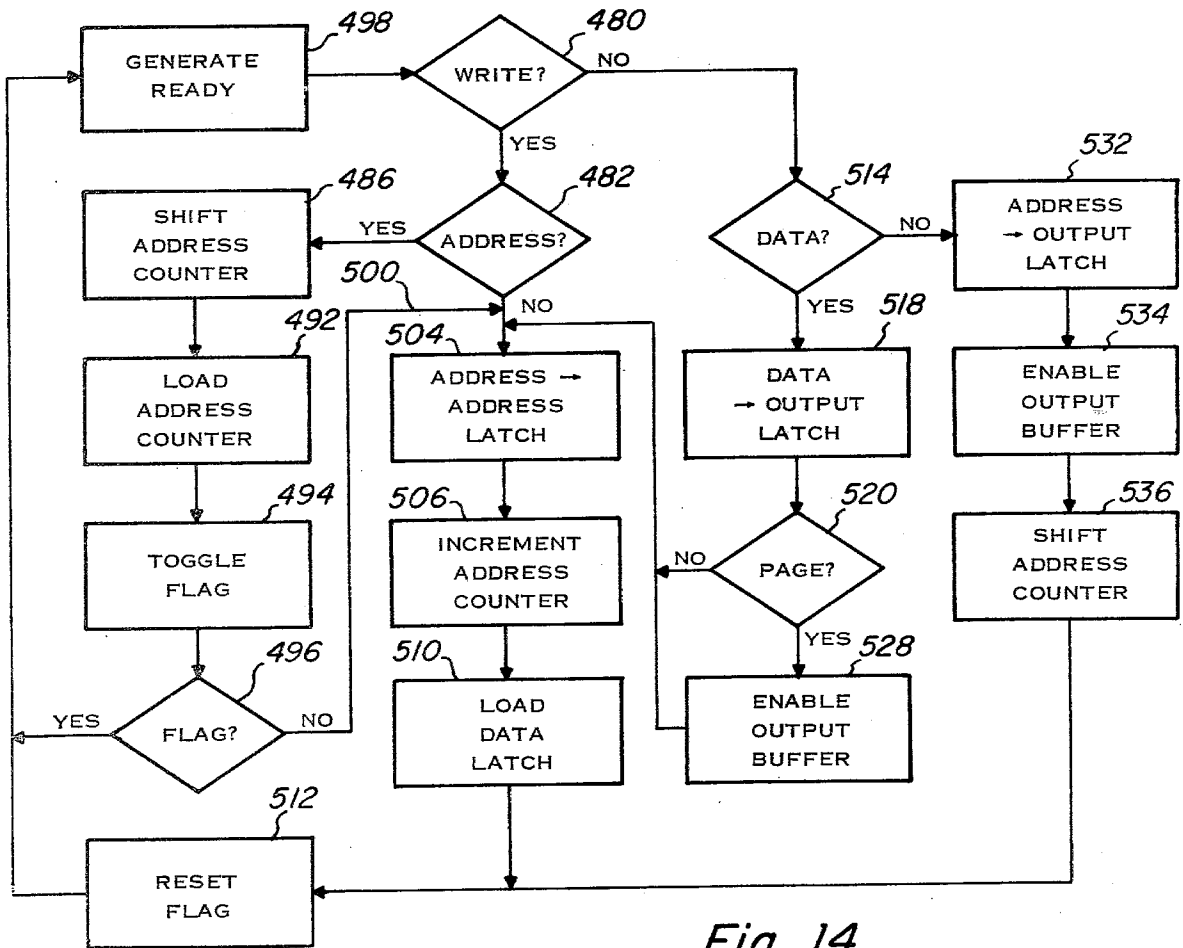 498
GENERATE
READY
480
WRITE?
NO
YES
486
SHIFT
ADDRESS
COUNTER
YES
482
ADDRESS?
NO
500
492
LOAD
ADDRESS
COUNTER
494
TOGGLE
FLAG
496
FLAG?
YES
NO
512
RESET
FLAG
504
ADDRESS →
ADDRESS
LATCH
506
INCREMENT
ADDRESS
COUNTER
510
LOAD
DATA
LATCH
514
DATA?
NO
YES
518
DATA
→ OUTPUT
LATCH
520
PAGE?
NO
YES
528
ENABLE
OUTPUT
BUFFER
532
ADDRESS
→ OUTPUT
LATCH
534
ENABLE
OUTPUT
BUFFER
536
SHIFT
ADDRESS
COUNTER
Fig. 14